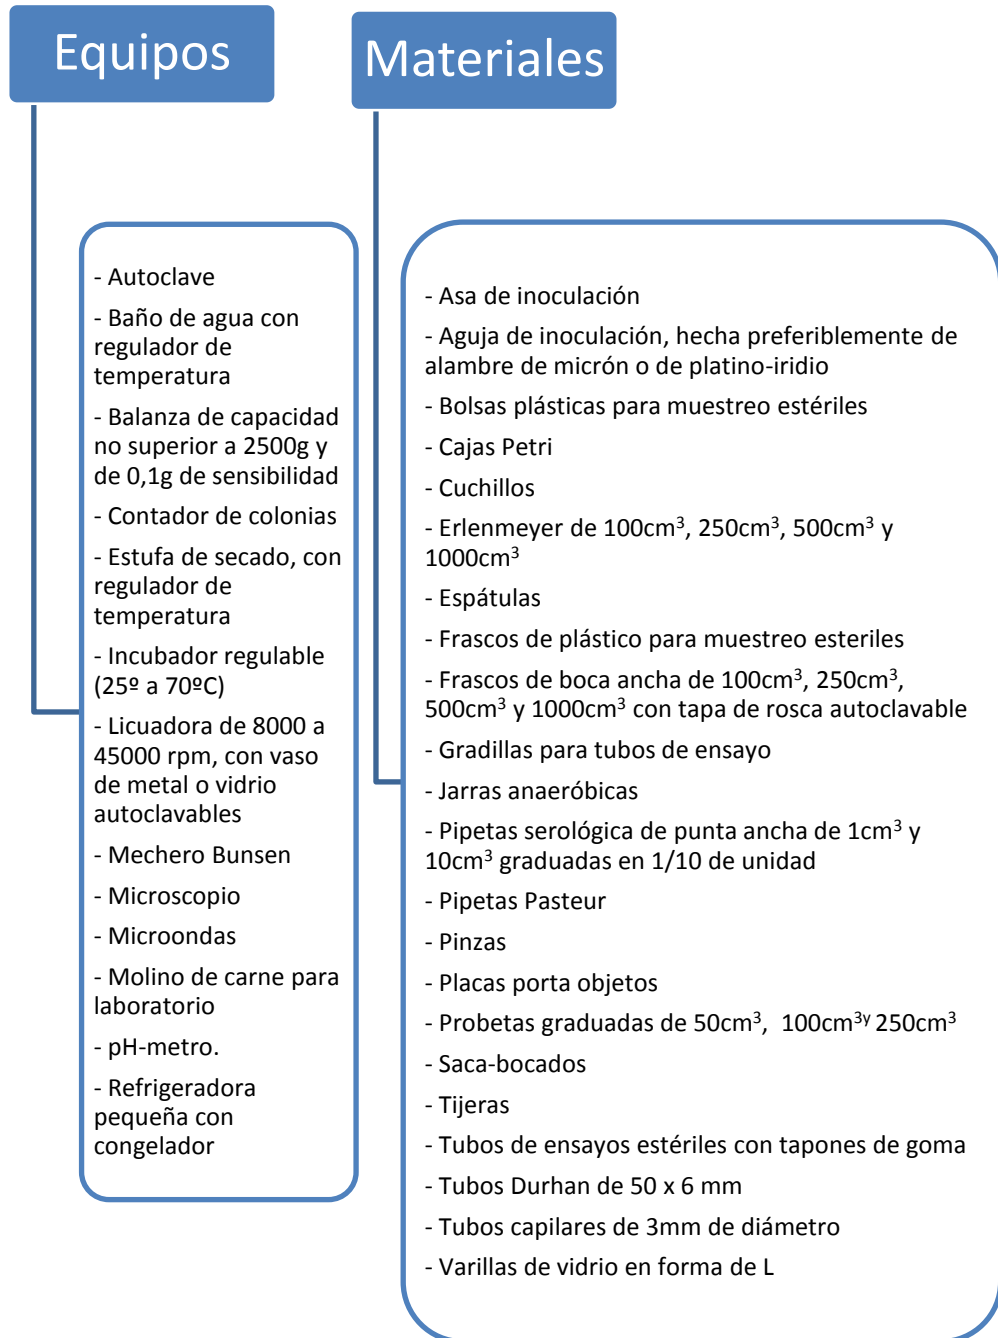 Equipos
- Autoclave
- Baño de agua con
regulador de
temperatura
- Balanza de capacidad
no superior a 2500g y
de 0,1g de sensibilidad
- Contador de colonias
- Estufa de secado, con
regulador de
temperatura
- Incubador regulable
(25º a 70ºC)
- Licuadora de 8000 a
45000 rpm, con vaso
de metal o vidrio
autoclavables
- Mechero Bunsen
- Microscopio
- Microondas
- Molino de carne para
laboratorio
- pH-metro.
- Refrigeradora
pequeña con
congelador
Materiales
- Asa de inoculación
- Aguja de inoculación, hecha preferiblemente de
alambre de micrón o de platino-iridio
- Bolsas plásticas para muestreo estériles
- Cajas Petri
- Cuchillos
- Erlenmeyer de 100cm³, 250cm³, 500cm³ y
1000cm³
- Espátulas
- Frascos de plástico para muestreo esteriles
- Frascos de boca ancha de 100cm³, 250cm³,
500cm³ y 1000cm³ con tapa de rosca autoclavable
- Gradillas para tubos de ensayo
- Jarras anaeróbicas
- Pipetas serológica de punta ancha de 1cm³ y
10cm³ graduadas en 1/10 de unidad
- Pipetas Pasteur
- Pinzas
- Placas porta objetos
- Probetas graduadas de 50cm³, 100cm³ʸ 250cm³
- Saca-bocados
- Tijeras
- Tubos de ensayos estériles con tapones de goma
- Tubos Durhan de 50 x 6 mm
- Tubos capilares de 3mm de diámetro
- Varillas de vidrio en forma de L